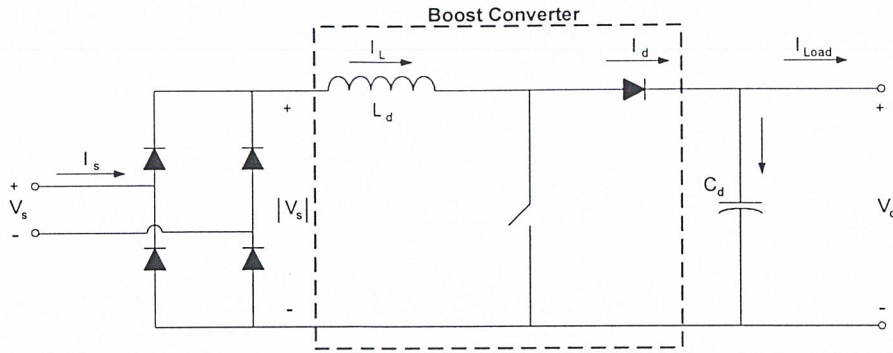 Boost Converter
I_L
I_d
I_Load
+
L_d
+
I_s
+
V_s
-
|V_s|
C_d
-
-